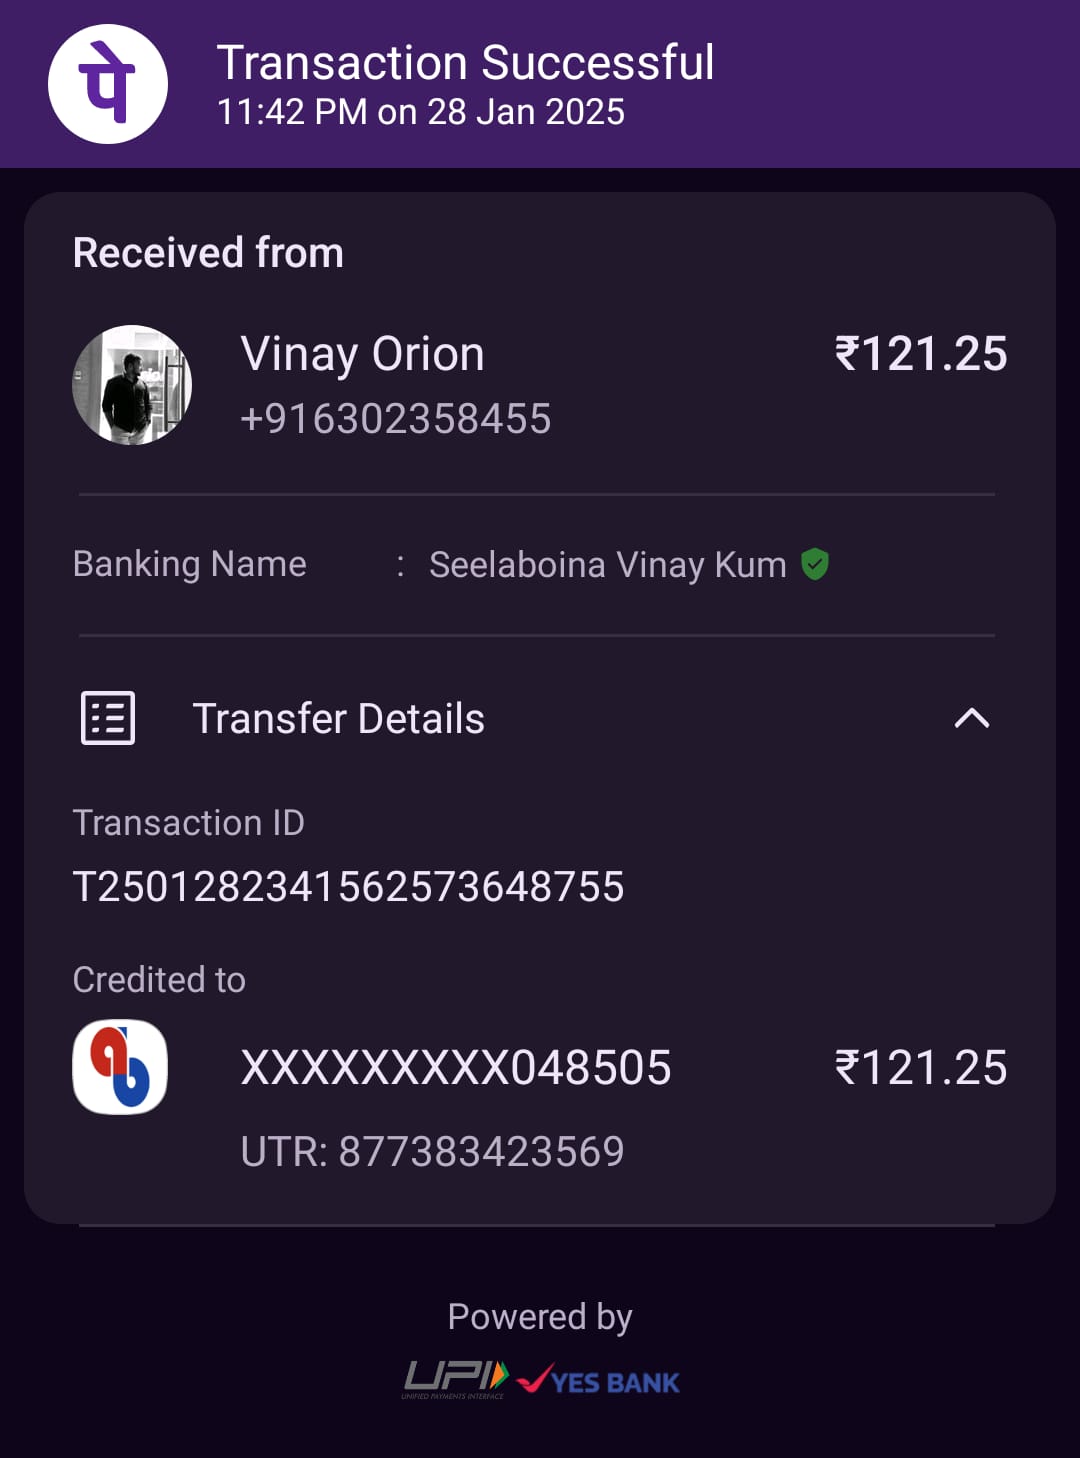 पे
Transaction Successful
11:42 PM on 28 Jan 2025
Received from
Vinay Orion ₹121.25
+916302358455
Banking Name : Seelaboina Vinay Kum
Transfer Details
Transaction ID
T2501282341562573648755
Credited to
XXXXXXXXX048505 ₹121.25
UTR: 877383423569
Powered by
UPI YES BANK
UNIFIED PAYMENTS INTERFACE